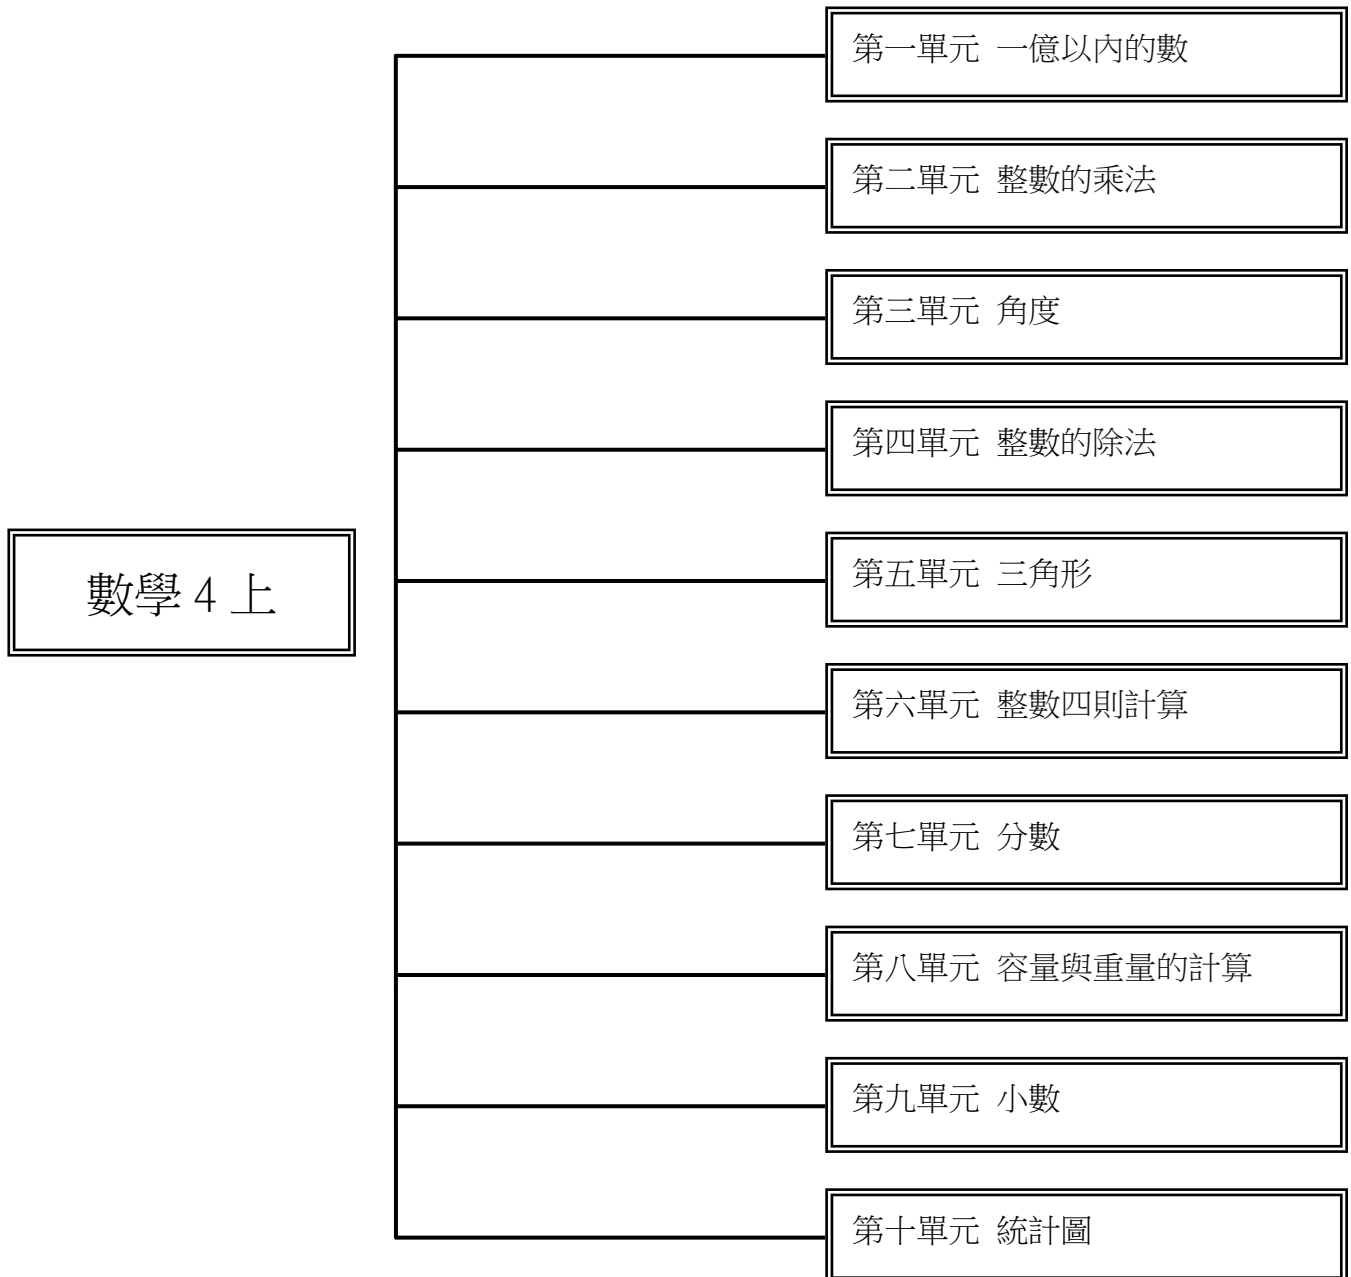 數學 4 上
第一單元 一億以內的數
第二單元 整數的乘法
第三單元 角度
第四單元 整數的除法
第五單元 三角形
第六單元 整數四則計算
第七單元 分數
第八單元 容量與重量的計算
第九單元 小數
第十單元 統計圖